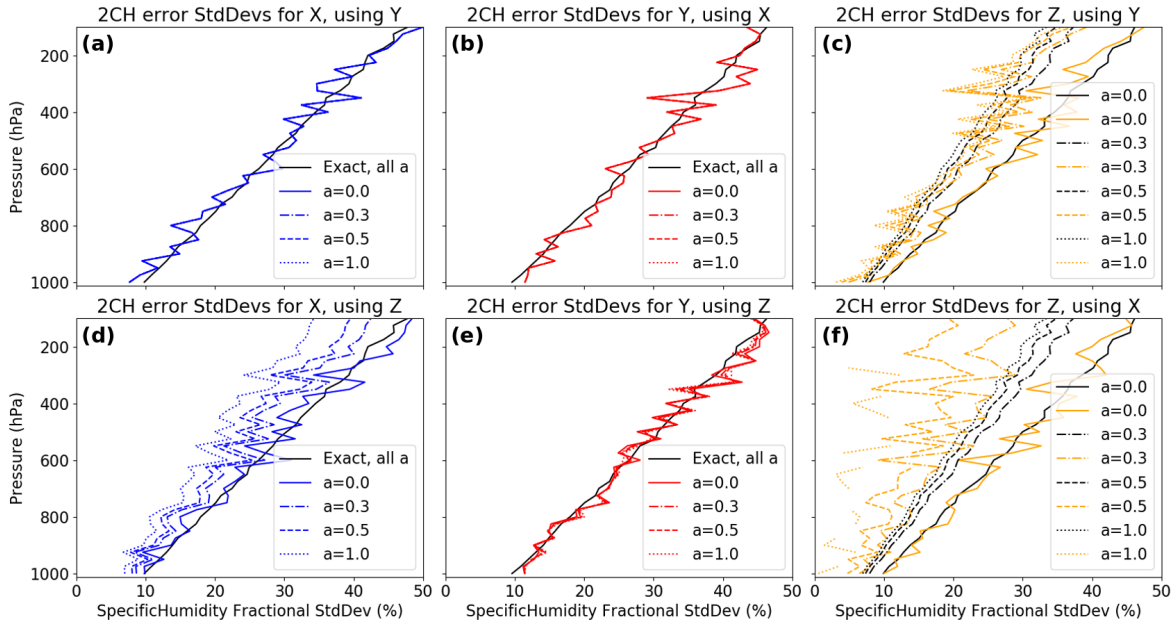 2CH error StdDevs for X, using Y
(a)
200
400
600
800
1000
Pressure (hPa)
Exact, all a
a=0.0
a=0.3
a=0.5
a=1.0
2CH error StdDevs for Y, using X
(b)
Exact, all a
a=0.0
a=0.3
a=0.5
a=1.0
2CH error StdDevs for Z, using Y
(c)
a=0.0
a=0.0
a=0.3
a=0.3
a=0.5
a=0.5
a=1.0
a=1.0
2CH error StdDevs for X, using Z
(d)
200
400
600
800
1000
Pressure (hPa)
Exact, all a
a=0.0
a=0.3
a=0.5
a=1.0
0 10 20 30 40 50
SpecificHumidity Fractional StdDev (%)
2CH error StdDevs for Y, using Z
(e)
Exact, all a
a=0.0
a=0.3
a=0.5
a=1.0
0 10 20 30 40 50
SpecificHumidity Fractional StdDev (%)
2CH error StdDevs for Z, using X
(f)
a=0.0
a=0.0
a=0.3
a=0.3
a=0.5
a=0.5
a=1.0
a=1.0
0 10 20 30 40 50
SpecificHumidity Fractional StdDev (%)